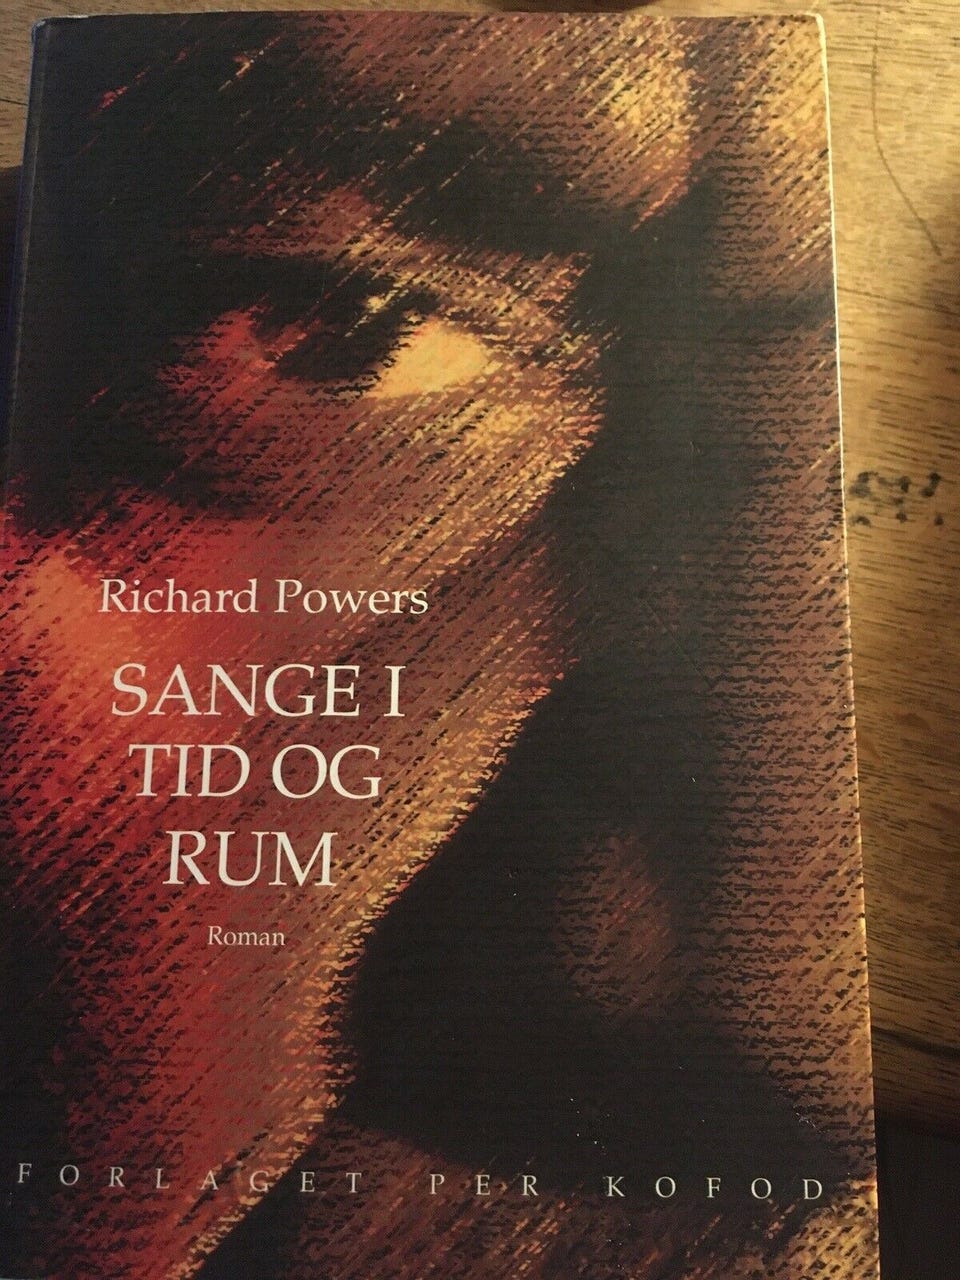 Richard Powers
SANGE I
TID OG
RUM
Roman
FORLAGET PER KOFOD